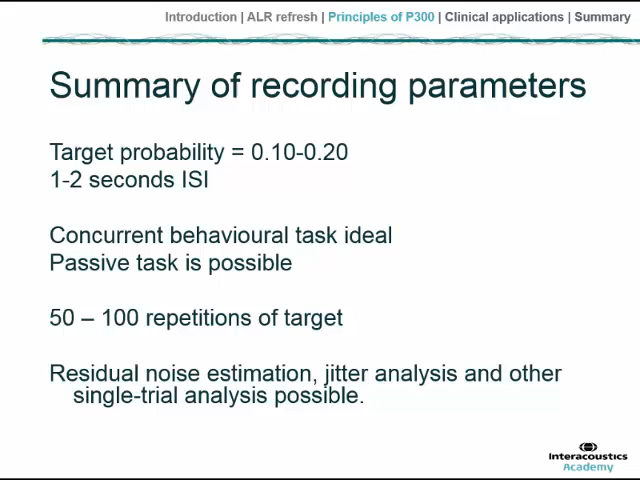 Introduction | ALR refresh | Principles of P300 | Clinical applications | Summary
Summary of recording parameters
Target probability = 0.10-0.20
1-2 seconds ISI
Concurrent behavioural task ideal
Passive task is possible
50 – 100 repetitions of target
Residual noise estimation, jitter analysis and other
single-trial analysis possible.
Interacoustics
Academy